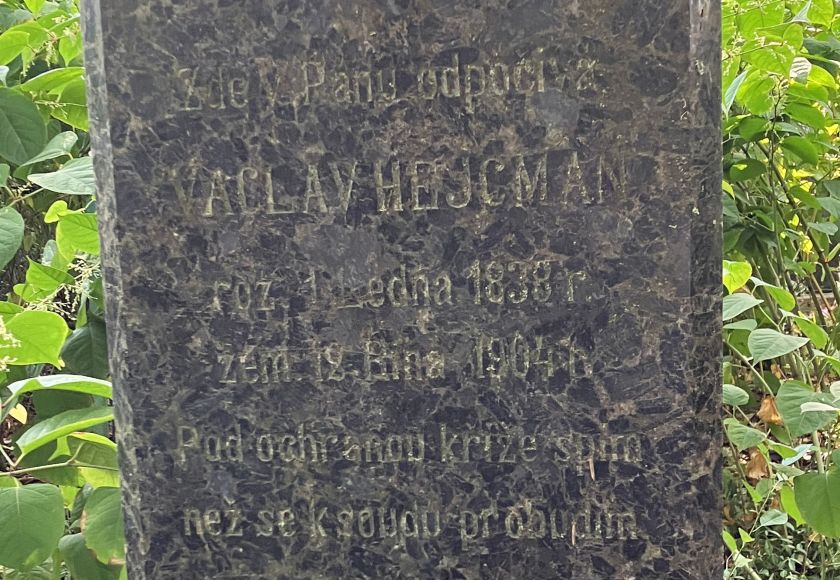 Zde v Pánu odpočívá
VÁCLAV HEJCMAN
roz. 1 Ledna 1838 r.
zem. 12. Října 1904 r.
Pod ochranou kříže spím
než se k soudu probudím